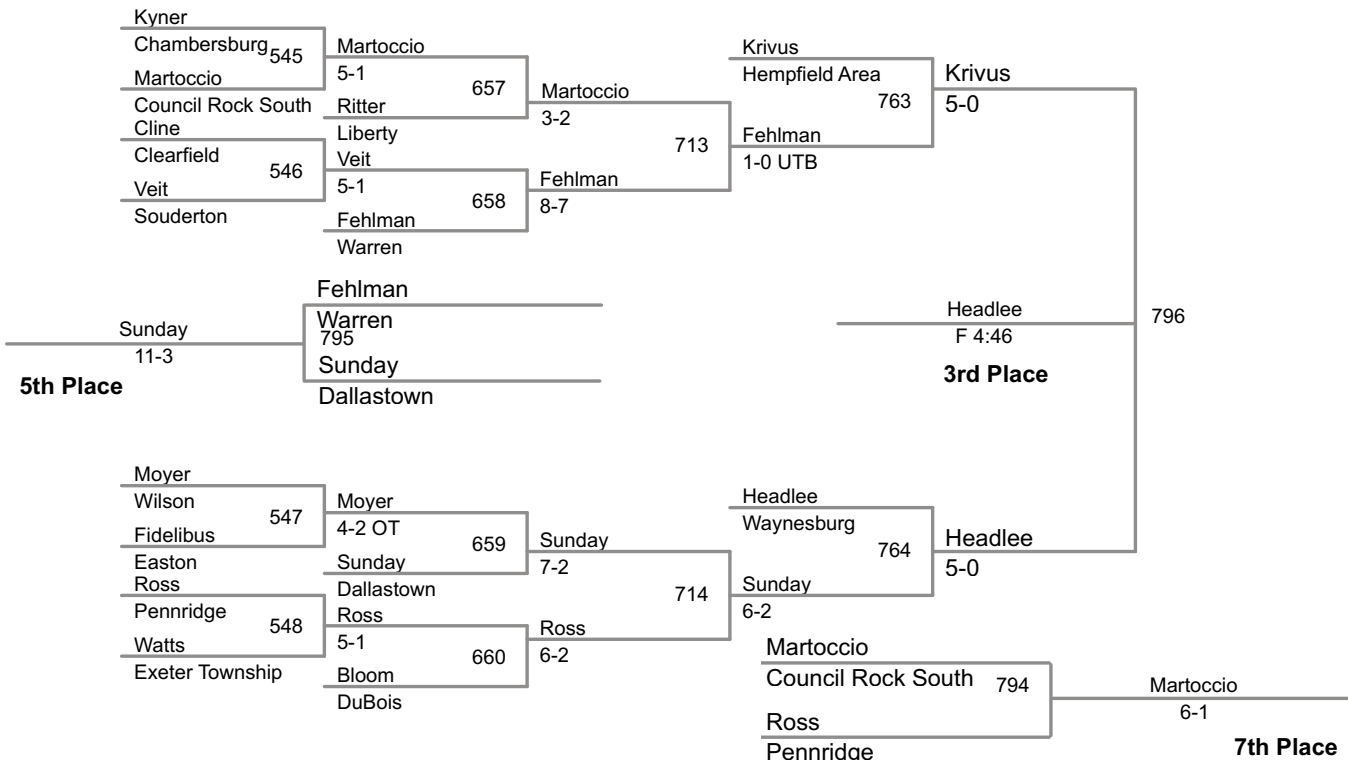 Kyner
Chambersburg
545
Martoccio
Council Rock South
Cline
Clearfield
546
Veit
Souderton
Martoccio
5-1
657
Ritter
Liberty
Veit
5-1
658
Fehlman
Warren
Martoccio
3-2
713
Fehlman
8-7
Krivus
Hempfield Area
763
Fehlman
1-0 UTB
Krivus
5-0
Fehlman
Warren
795
Sunday
Dallastown
Sunday
11-3
5th Place
Headlee
F 4:46
3rd Place
796
Moyer
Wilson
547
Fidelibus
Easton
Ross
Pennridge
548
Watts
Exeter Township
Moyer
4-2 OT
659
Sunday
Dallastown
Ross
5-1
660
Bloom
DuBois
Sunday
7-2
714
Ross
6-2
Headlee
Waynesburg
764
Sunday
6-2
Headlee
5-0
Martoccio
Council Rock South
794
Ross
Pennridge
Martoccio
6-1
7th Place